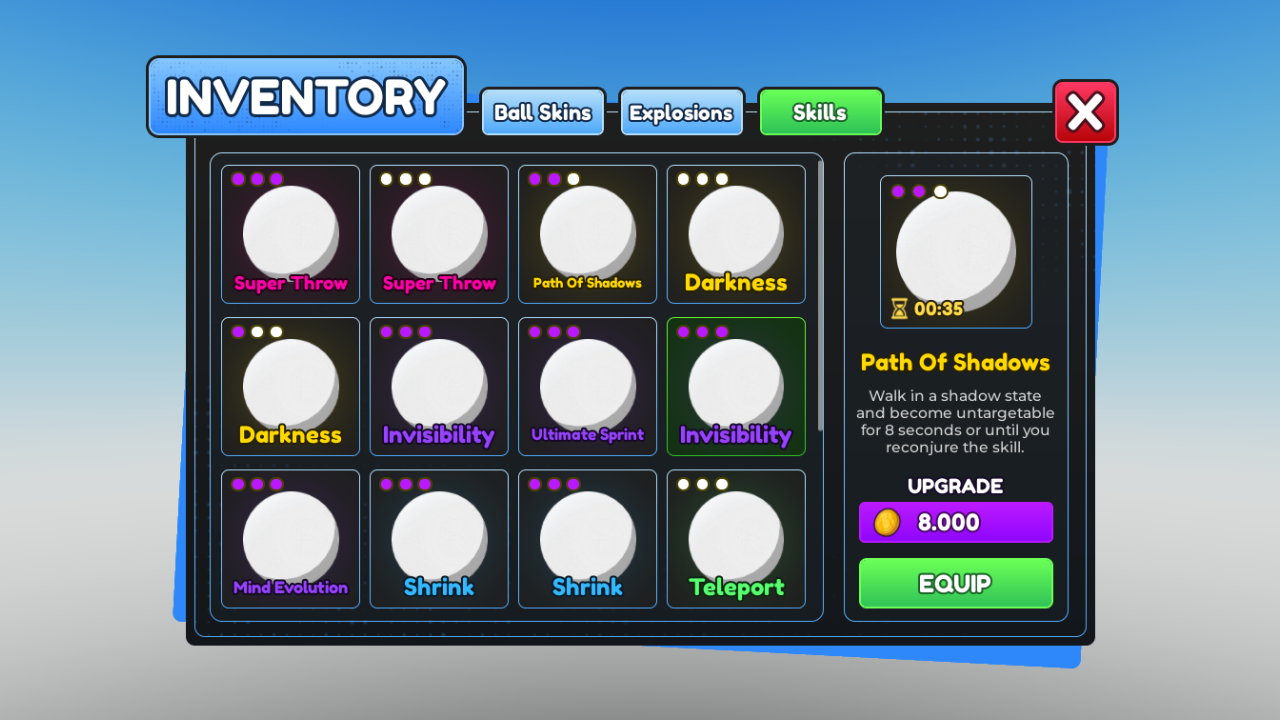 INVENTORY
Ball Skins
Explosions
Skills
Super Throw
Super Throw
Path Of Shadows
Darkness
Darkness
Invisibility
Ultimate Sprint
Invisibility
Mind Evolution
Shrink
Shrink
Teleport
00:35
Path Of Shadows
Walk in a shadow state
and become untargetable
for 8 seconds or until you
reconjure the skill.
UPGRADE
8.000
EQUIP